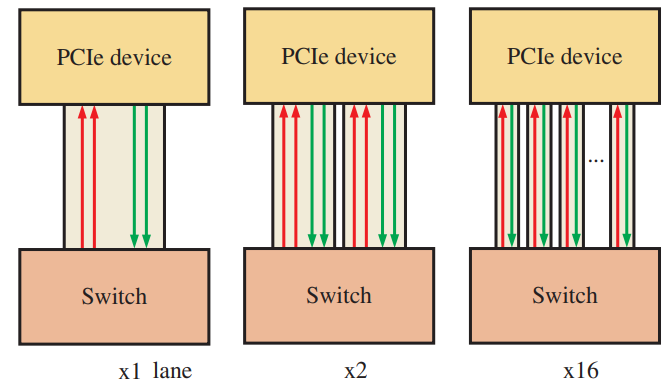 PCIe device
PCIe device
PCIe device
...
Switch
Switch
Switch
x1 lane
x2
x16